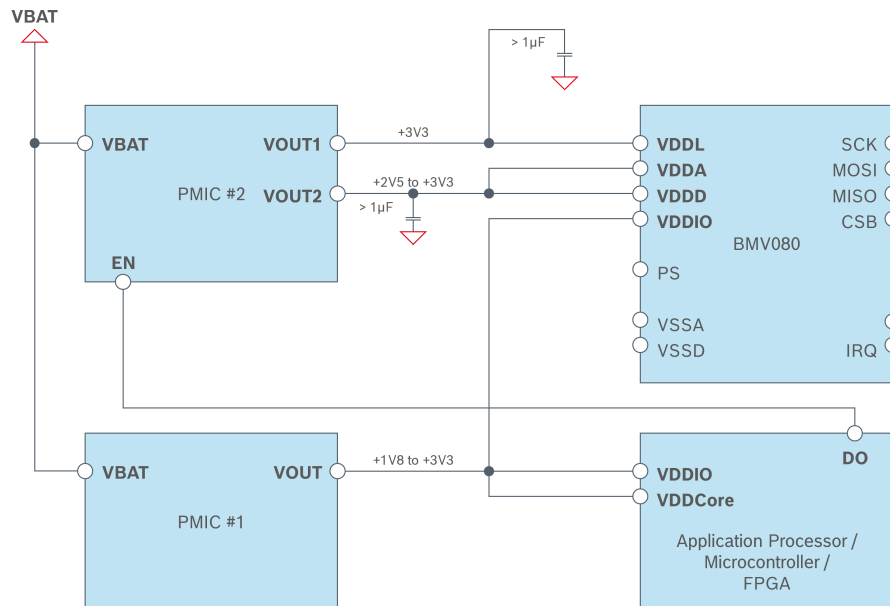 VBAT
> 1µF
VBAT
VOUT1
+3V3
VDDL
SCK
VDDA
MOSI
PMIC #2
VOUT2
+2V5 to +3V3
VDDD
MISO
> 1µF
VDDIO
CSB
BMV080
EN
PS
VSSA
VSSD
IRQ
DO
VBAT
VOUT
+1V8 to +3V3
VDDIO
VDDCore
PMIC #1
Application Processor /
Microcontroller /
FPGA